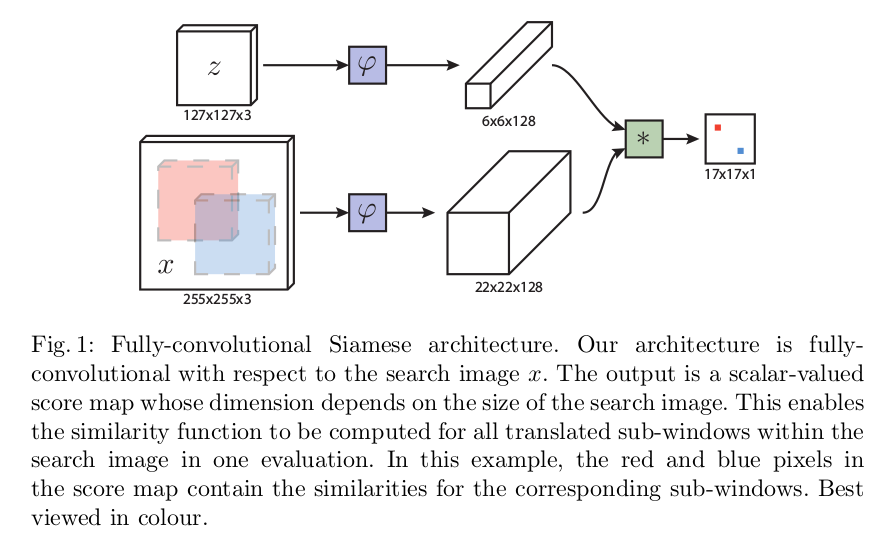 z
φ
127x127x3
6x6x128
*
17x17x1
x
φ
255x255x3
22x22x128
Fig. 1: Fully-convolutional Siamese architecture. Our architecture is fully-
convolutional with respect to the search image x. The output is a scalar-valued
score map whose dimension depends on the size of the search image. This enables
the similarity function to be computed for all translated sub-windows within the
search image in one evaluation. In this example, the red and blue pixels in
the score map contain the similarities for the corresponding sub-windows. Best
viewed in colour.